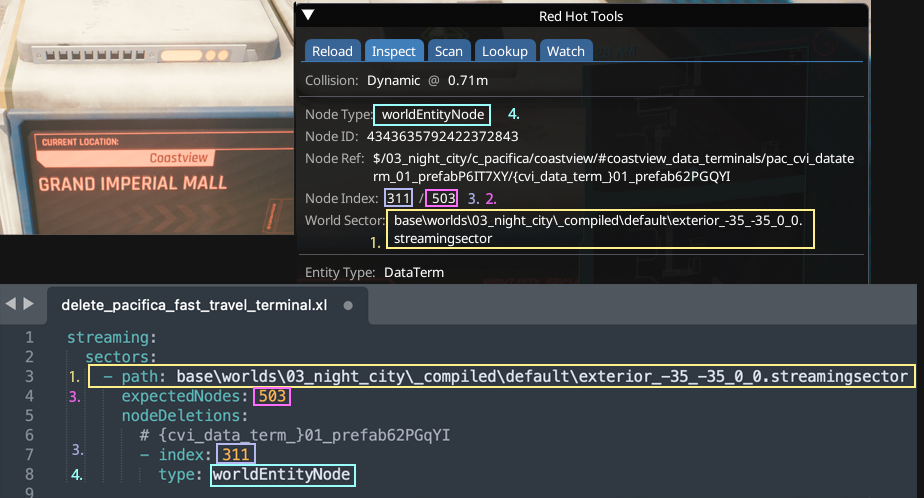 CURRENT LOCATION:
Coastview
GRAND IMPERIAL MALL
Red Hot Tools
Reload Inspect Scan Lookup Watch
Collision: Dynamic @ 0.71m
Node Type: worldEntityNode 4.
Node ID: 4343635792422372843
Node Ref: $/03_night_city/c_pacifica/coastview/#coastview_data_terminals/pac_cvi_datate
rm_01_prefabP6IT7XY/{cvi_data_term_}01_prefab62PGQYI
Node Index: 311 / 503 3. 2.
World Sector: base\worlds\03_night_city\_compiled\default\exterior_-35_-35_0_0.
1. streamingsector
Entity Type: DataTerm
delete_pacifica_fast_travel_terminal.xl
1 streaming:
2 sectors:
3 1. - path: base\worlds\03_night_city\_compiled\default\exterior_-35_-35_0_0.streamingsector
4 3. expectedNodes: 503
5 nodeDeletions:
6 # {cvi_data_term_}01_prefab62PGqYI
7 3. - index: 311
8 4. type: worldEntityNode
9